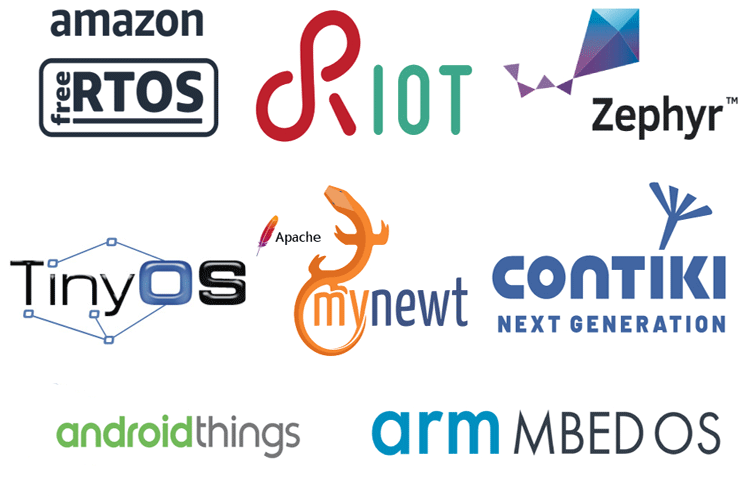 amazon
free RTOS
RIOT
Zephyr™
TinyOS
Apache
mynewt
CONTIKI
NEXT GENERATION
androidthings
arm MBED OS